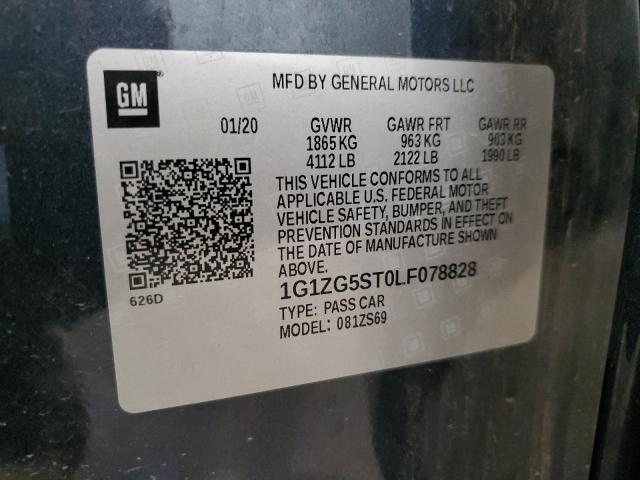 GM
MFD BY GENERAL MOTORS LLC
01/20 GVWR GAWR FRT GAWR RR
1865 KG 963 KG 903 KG
4112 LB 2122 LB 1990 LB
THIS VEHICLE CONFORMS TO ALL
APPLICABLE U.S. FEDERAL MOTOR
VEHICLE SAFETY, BUMPER, AND THEFT
PREVENTION STANDARDS IN EFFECT ON
THE DATE OF MANUFACTURE SHOWN
ABOVE.
626D
1G1ZG5ST0LF078828
TYPE: PASS CAR
MODEL: 081ZS69